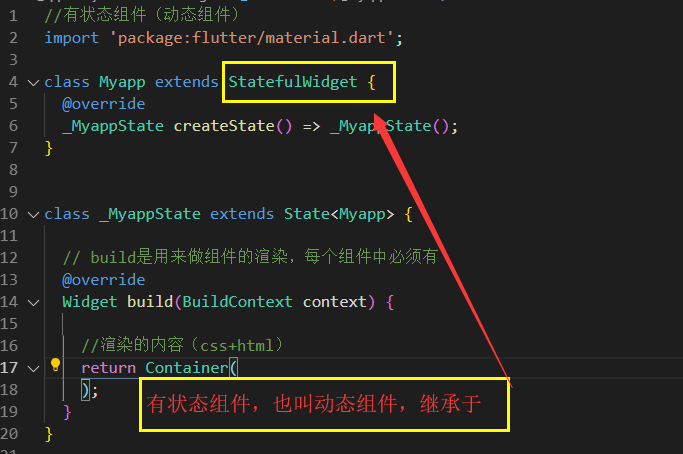 1 //有状态组件（动态组件）
2 import 'package:flutter/material.dart';
3
4 class Myapp extends StatefulWidget {
5 @override
6 _MyappState createState() => _MyappState();
7 }
8
9
10 class _MyappState extends State<Myapp> {
11
12 // build是用来做组件的渲染，每个组件中必须有
13 @override
14 Widget build(BuildContext context) {
15
16 //渲染的内容（css+html）
17 return Container(
18 );
有状态组件，也叫动态组件，继承于
19 }
20 }
21